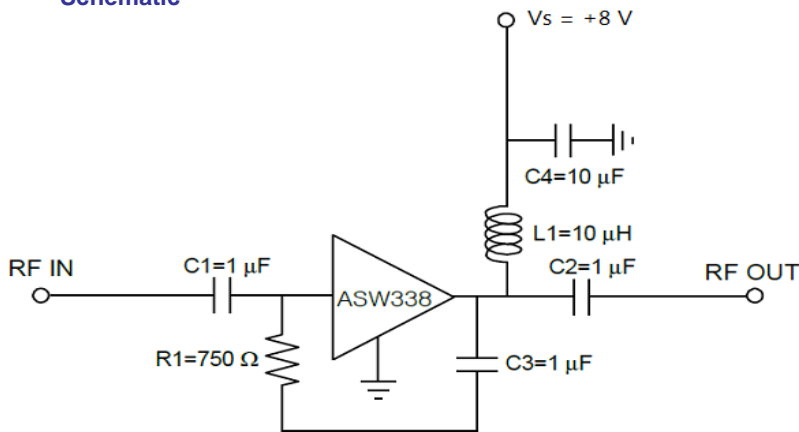 Schematic
Vs = +8 V
C4=10 µF
L1=10 µH
RF IN
C1=1 µF
C2=1 µF
RF OUT
ASW338
R1=750 Ω
C3=1 µF